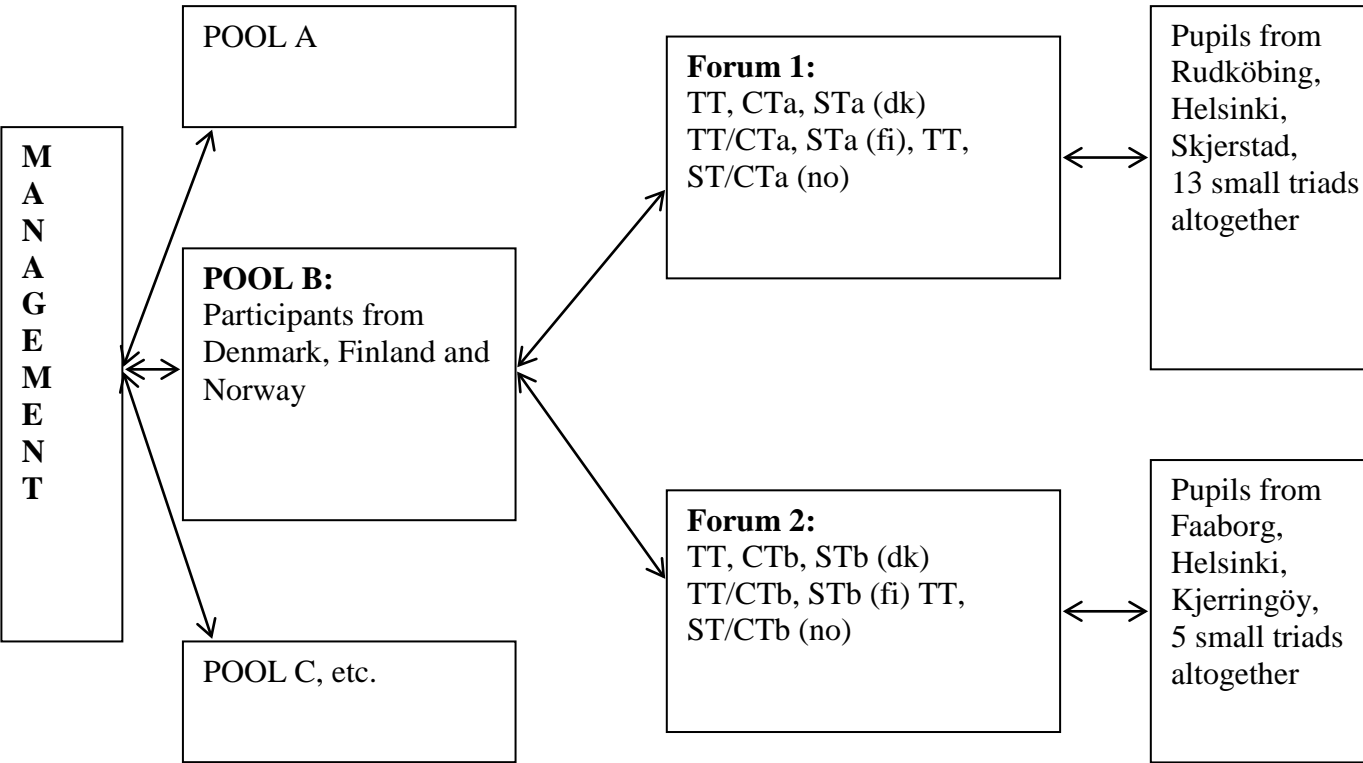 M
A
N
A
G
E
M
E
N
T
POOL A
POOL B:
Participants from
Denmark, Finland and
Norway
POOL C, etc.
Forum 1:
TT, CTa, STa (dk)
TT/CTa, STa (fi), TT,
ST/CTa (no)
Forum 2:
TT, CTb, STb (dk)
TT/CTb, STb (fi) TT,
ST/CTb (no)
Pupils from
Rudköbing,
Helsinki,
Skjerstad,
13 small triads
altogether
Pupils from
Faaborg,
Helsinki,
Kjerringöy,
5 small triads
altogether